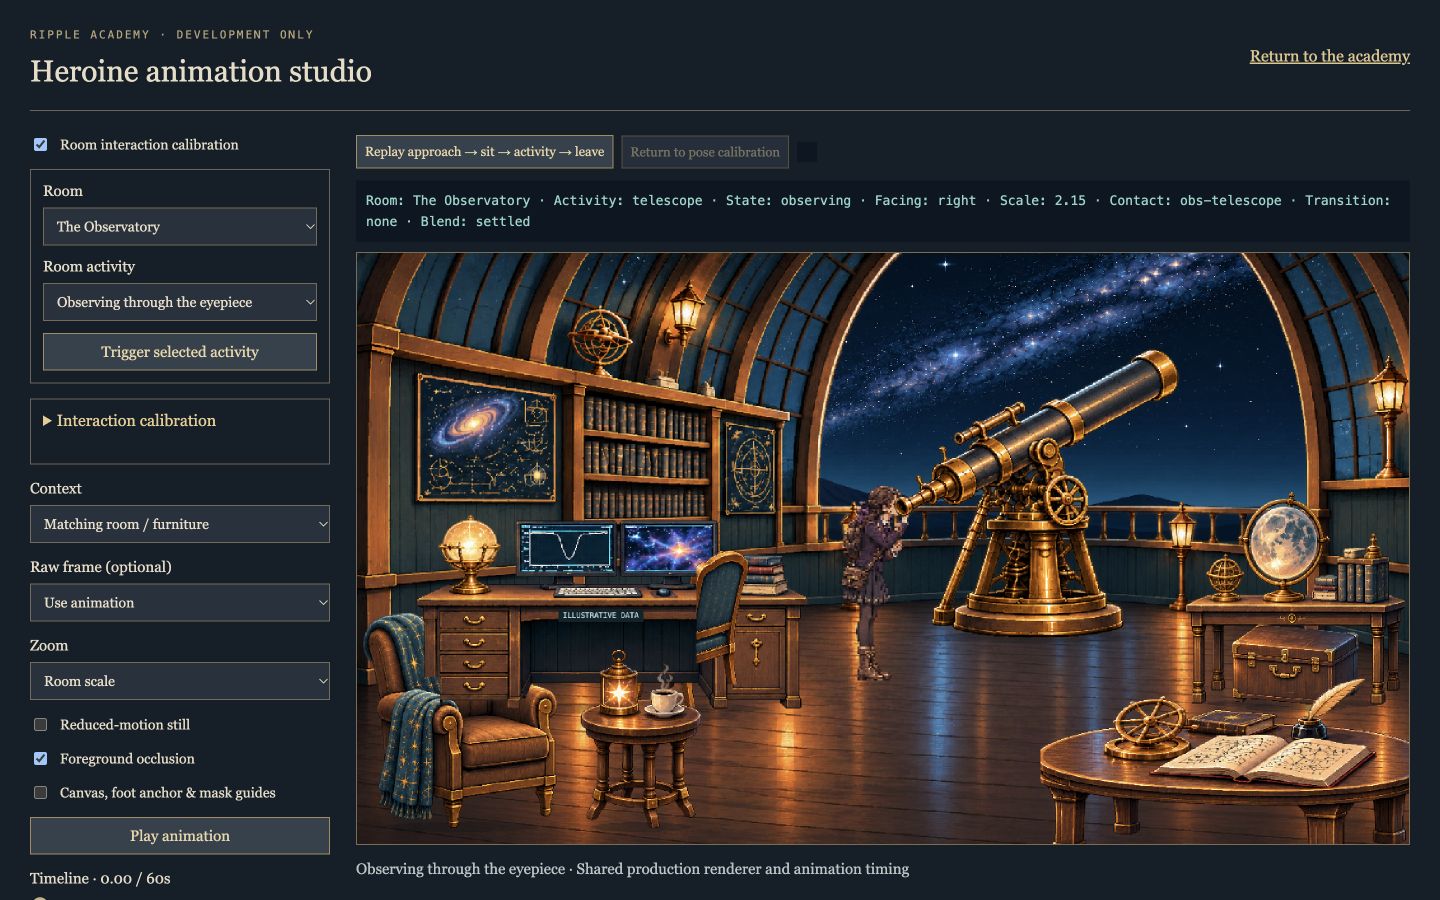 RIPPLE ACADEMY · DEVELOPMENT ONLY
Heroine animation studio
Return to the academy
Room interaction calibration
Room
The Observatory
Room activity
Observing through the eyepiece
Trigger selected activity
▶ Interaction calibration
Context
Matching room / furniture
Raw frame (optional)
Use animation
Zoom
Room scale
Reduced-motion still
Foreground occlusion
Canvas, foot anchor & mask guides
Play animation
Timeline · 0.00 / 60s
Replay approach → sit → activity → leave
Return to pose calibration
Room: The Observatory · Activity: telescope · State: observing · Facing: right · Scale: 2.15 · Contact: obs-telescope · Transition:
none · Blend: settled
ILLUSTRATIVE DATA
Observing through the eyepiece · Shared production renderer and animation timing